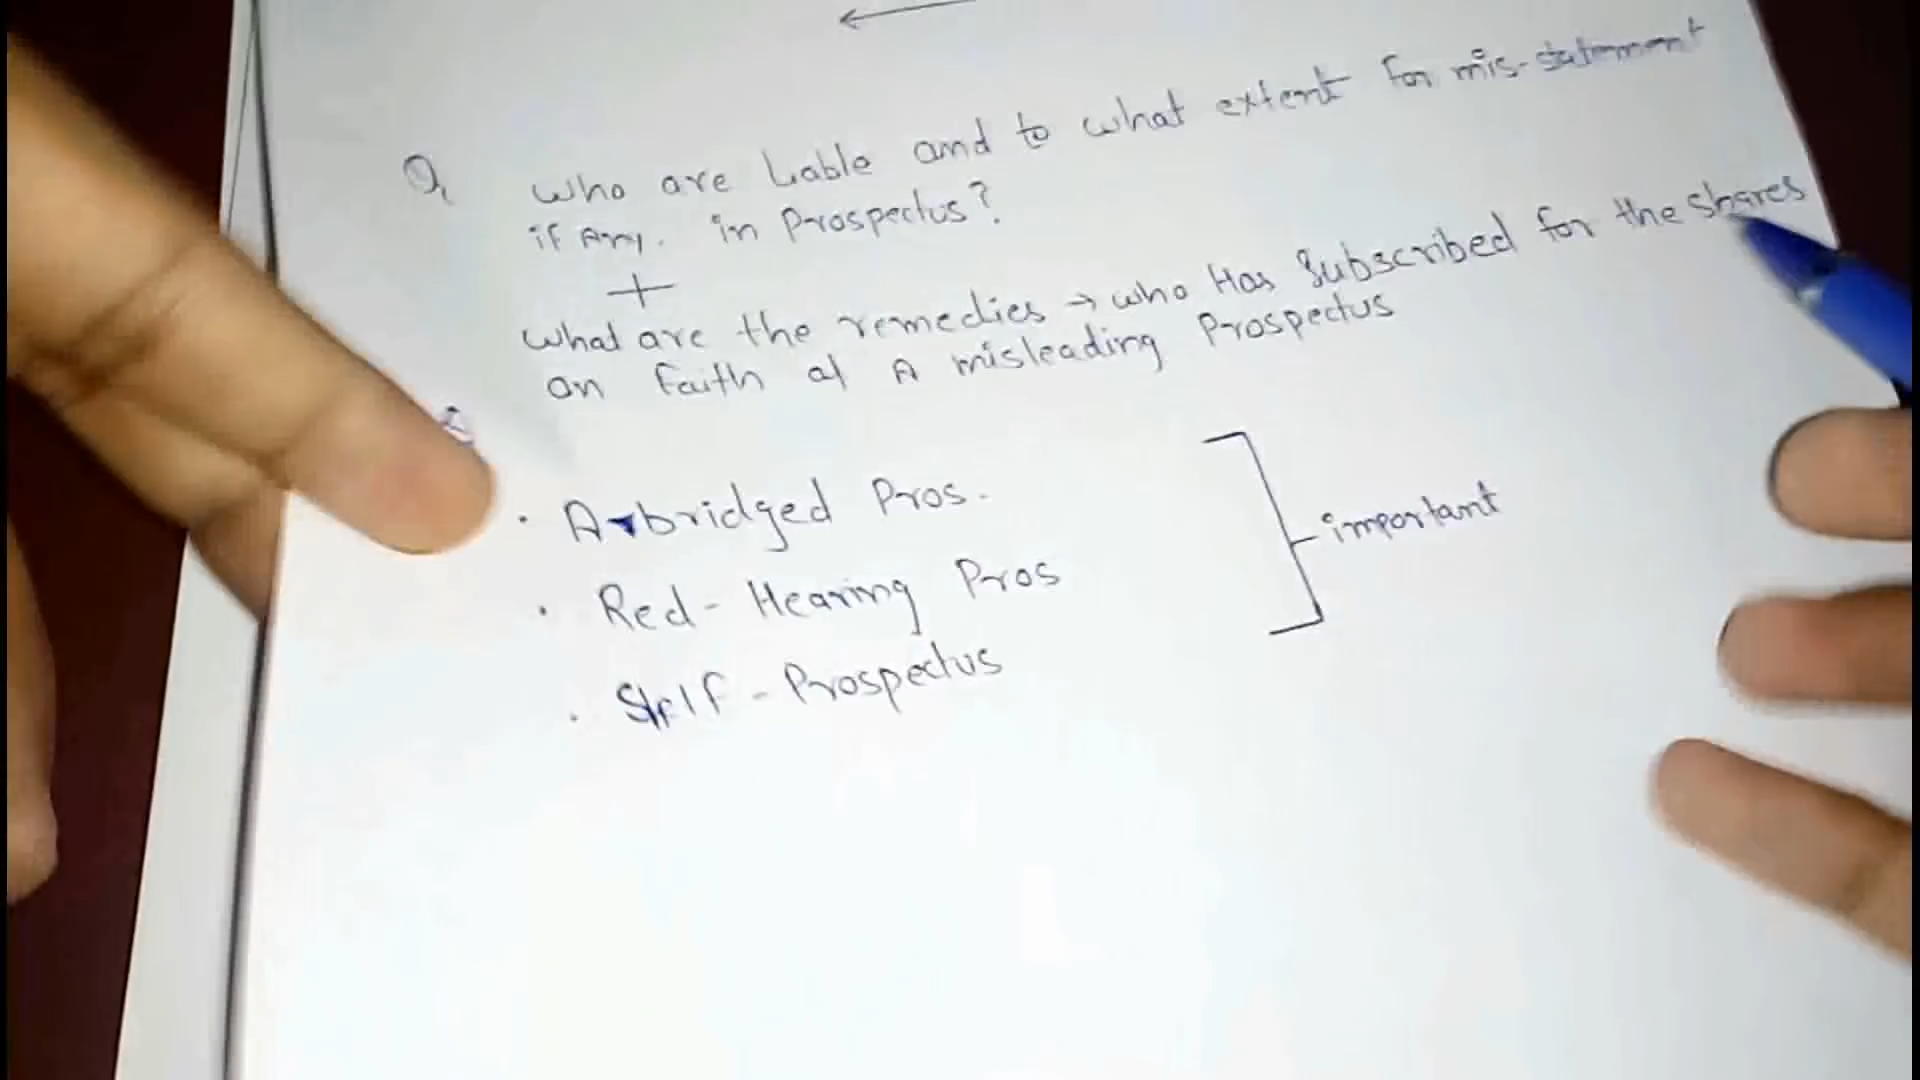 Q, who are Liable and to what extent for mis-statement
if Any. in Prospectus?
+
what are the remedies → who Has Subscribed for the shares
on faith of A misleading Prospectus
· Abridged Pros.
· Red-Hearing Pros
· Self-Prospectus
important